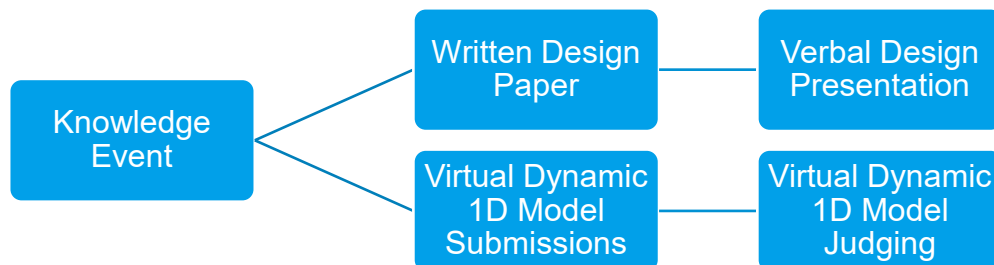 Knowledge
Event
Written Design
Paper
Verbal Design
Presentation
Virtual Dynamic
1D Model
Submissions
Virtual Dynamic
1D Model
Judging